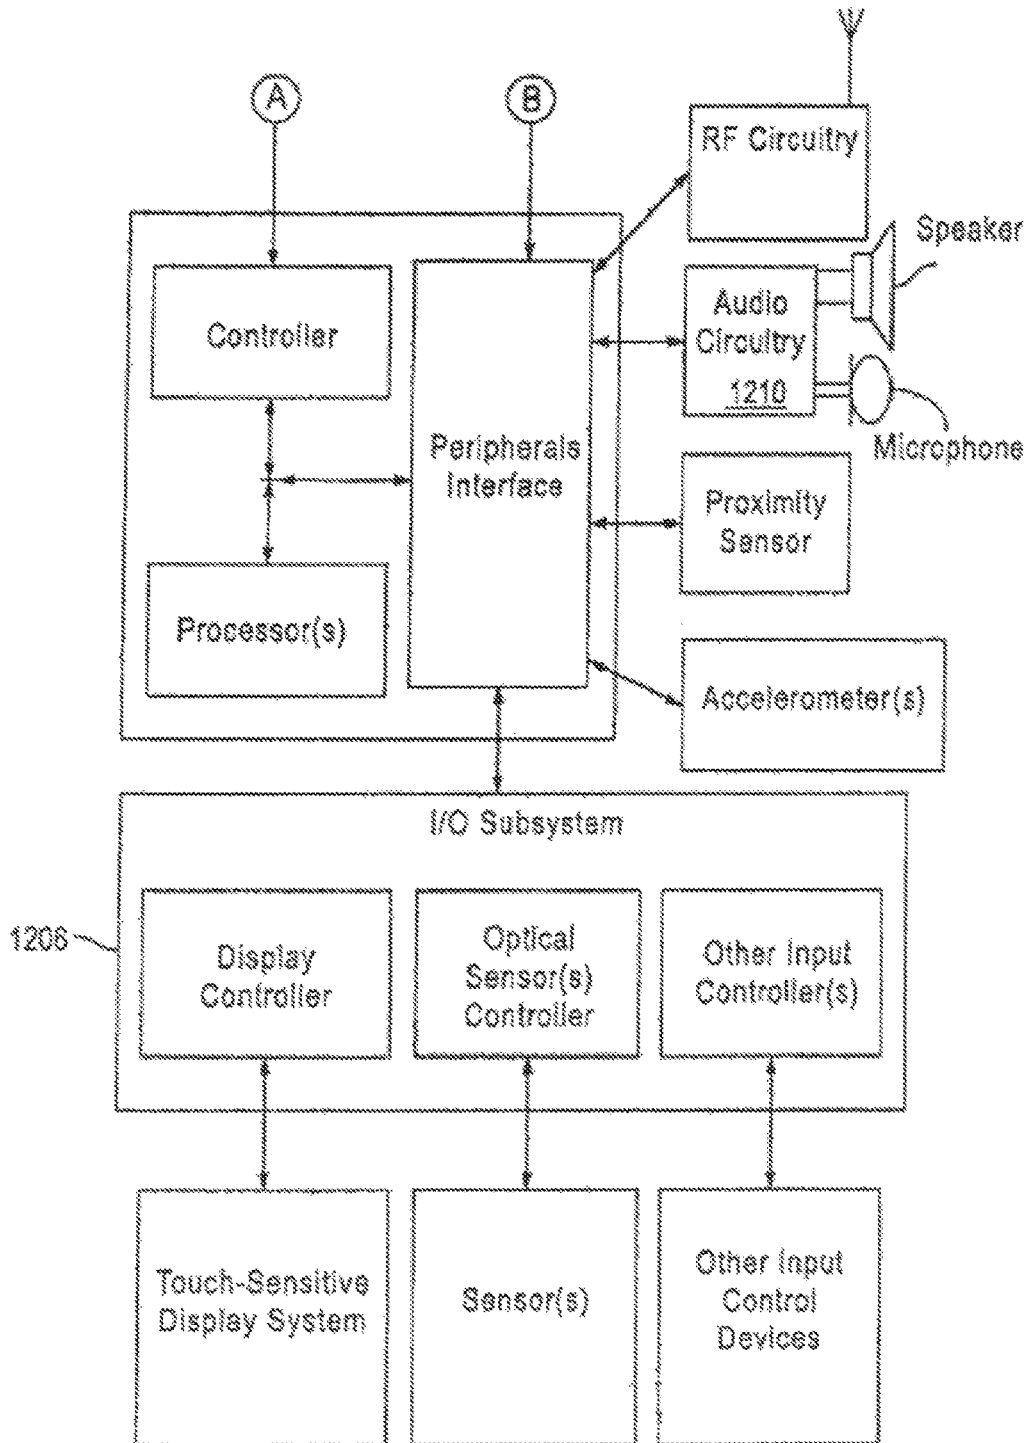 A
B
RF Circuitry
Speaker
Controller
Audio
Circuitry
1210
Microphone
Peripherals
Interface
Proximity
Sensor
Processor(s)
Accelerometer(s)
I/O Subsystem
1206
Display
Controller
Optical
Sensor(s)
Controller
Other Input
Controller(s)
Touch-Sensitive
Display System
Sensor(s)
Other Input
Control
Devices